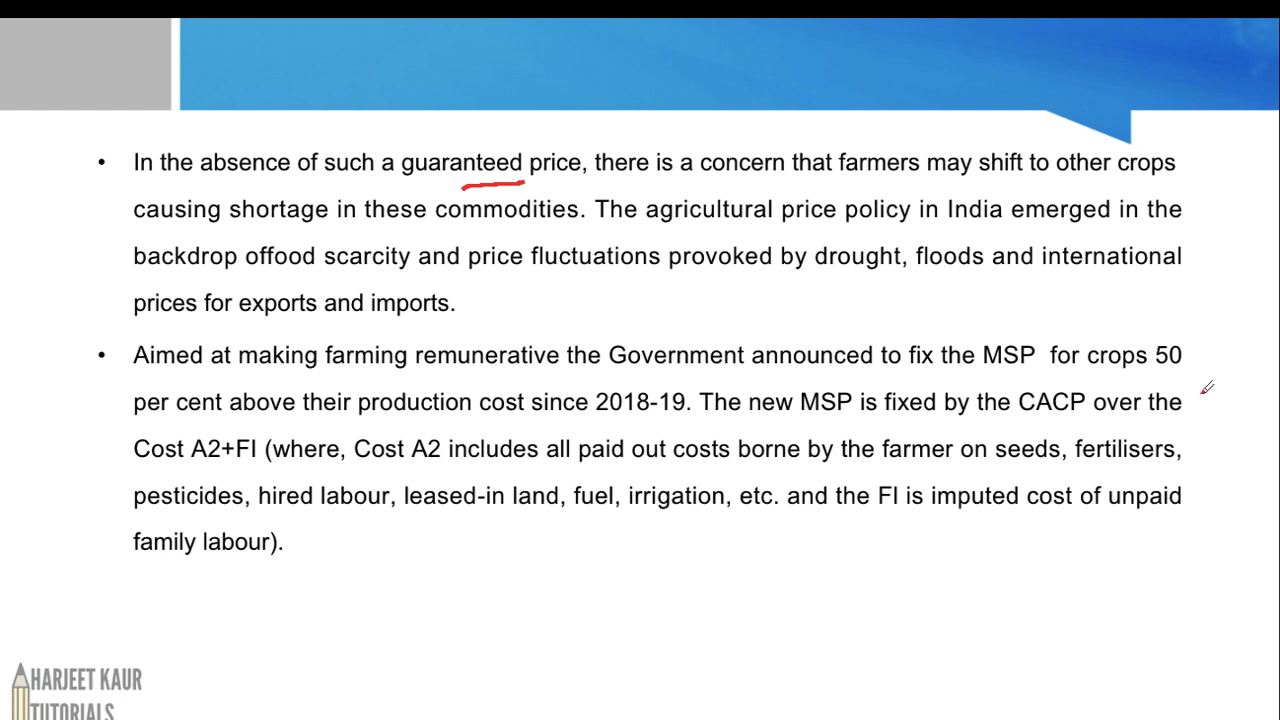 • In the absence of such a guaranteed price, there is a concern that farmers may shift to other crops
causing shortage in these commodities. The agricultural price policy in India emerged in the
backdrop offood scarcity and price fluctuations provoked by drought, floods and international
prices for exports and imports.
• Aimed at making farming remunerative the Government announced to fix the MSP  for crops 50
per cent above their production cost since 2018-19. The new MSP is fixed by the CACP over the
Cost A2+FI (where, Cost A2 includes all paid out costs borne by the farmer on seeds, fertilisers,
pesticides, hired labour, leased-in land, fuel, irrigation, etc. and the FI is imputed cost of unpaid
family labour).
HARJEET KAUR
TUTORIALS